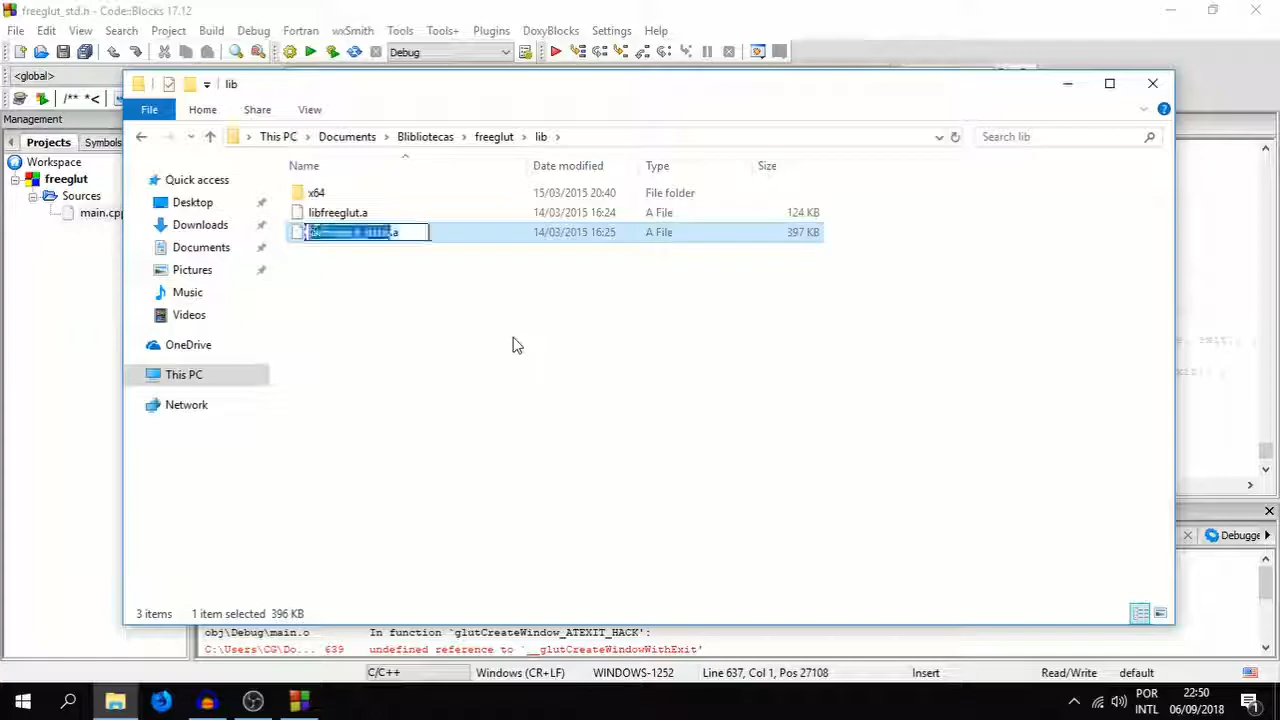 freeglut_std.h - Code::Blocks 17.12
File Edit View Search Project Build Debug Fortran wxSmith Tools Tools+ Plugins DoxyBlocks Settings Help
Debug
<global>
lib
/** *<
File Home Share View
Management
This PC Documents Blibliotecas freeglut lib
Search lib
Projects Symbols
Name Date modified Type Size
Workspace
Quick access
freeglut
x64 15/03/2015 20:40 File folder
Sources
Desktop
main.cpp
libfreeglut.a 14/03/2015 16:24 A File 124 KB
Downloads
.a 14/03/2015 16:25 A File 397 KB
Documents
Pictures
Music
Videos
OneDrive
This PC
Network
Debugge
3 items 1 item selected 396 KB
obj\Debug\main.o In function `glutCreateWindow_ATEXIT_HACK':
C:\Users\CG\Do... 639 undefined reference to `__glutCreateWindowWithExit'
C/C++ Windows (CR+LF) WINDOWS-1252 Line 637, Col 1, Pos 27108 Insert Read/Write default
POR
INTL
22:50
06/09/2018
1